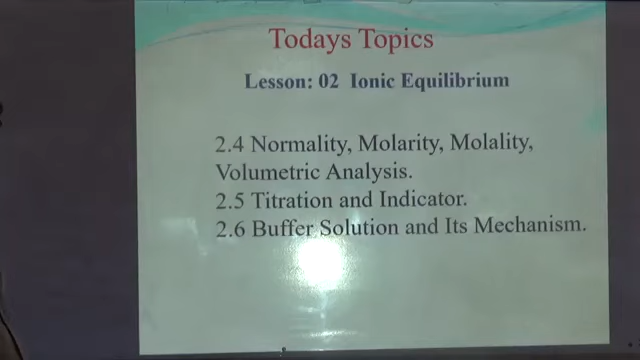 Todays Topics
Lesson: 02 Ionic Equilibrium
2.4 Normality, Molarity, Molality,
Volumetric Analysis.
2.5 Titration and Indicator.
2.6 Buffer Solution and Its Mechanism.